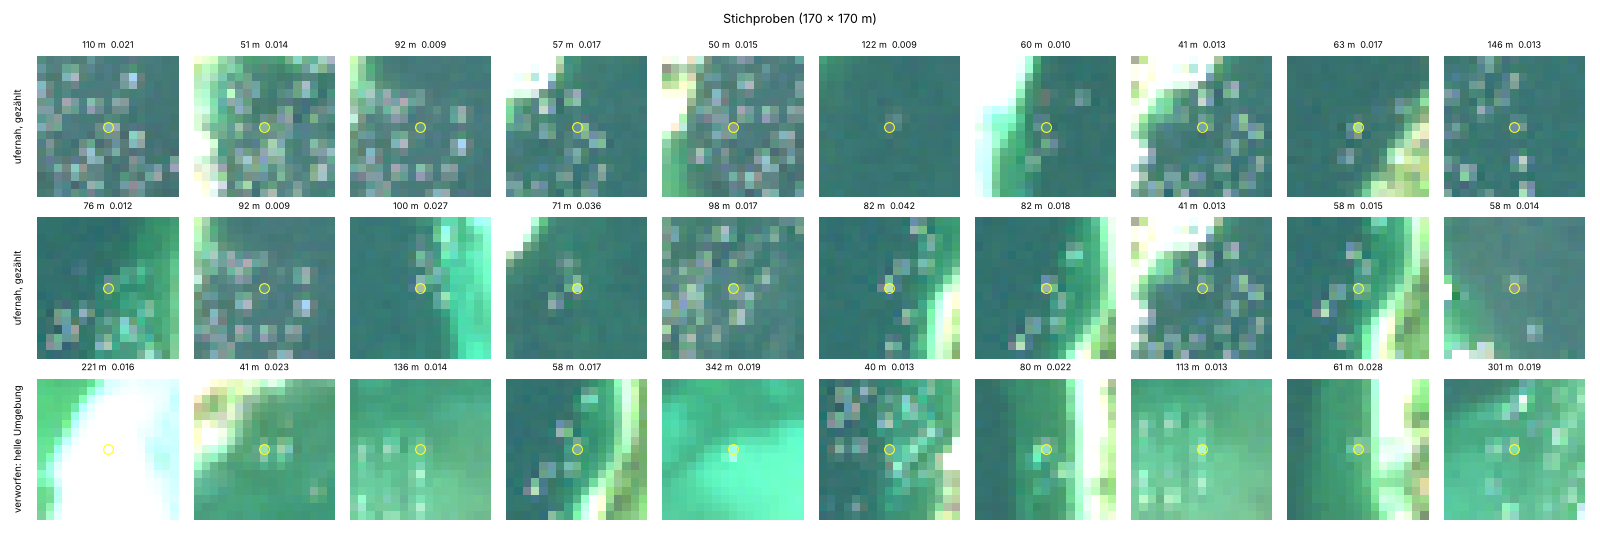 Stichproben (170 × 170 m)
110 m 0.021
51 m 0.014
92 m 0.009
57 m 0.017
50 m 0.015
122 m 0.009
60 m 0.010
41 m 0.013
63 m 0.017
146 m 0.013
ufernah, gezählt
76 m 0.012
92 m 0.009
100 m 0.027
71 m 0.036
98 m 0.017
82 m 0.042
82 m 0.018
41 m 0.013
58 m 0.015
58 m 0.014
ufernah, gezählt
221 m 0.016
41 m 0.023
136 m 0.014
58 m 0.017
342 m 0.019
40 m 0.013
80 m 0.022
113 m 0.013
61 m 0.028
301 m 0.019
verworfen: helle Umgebung